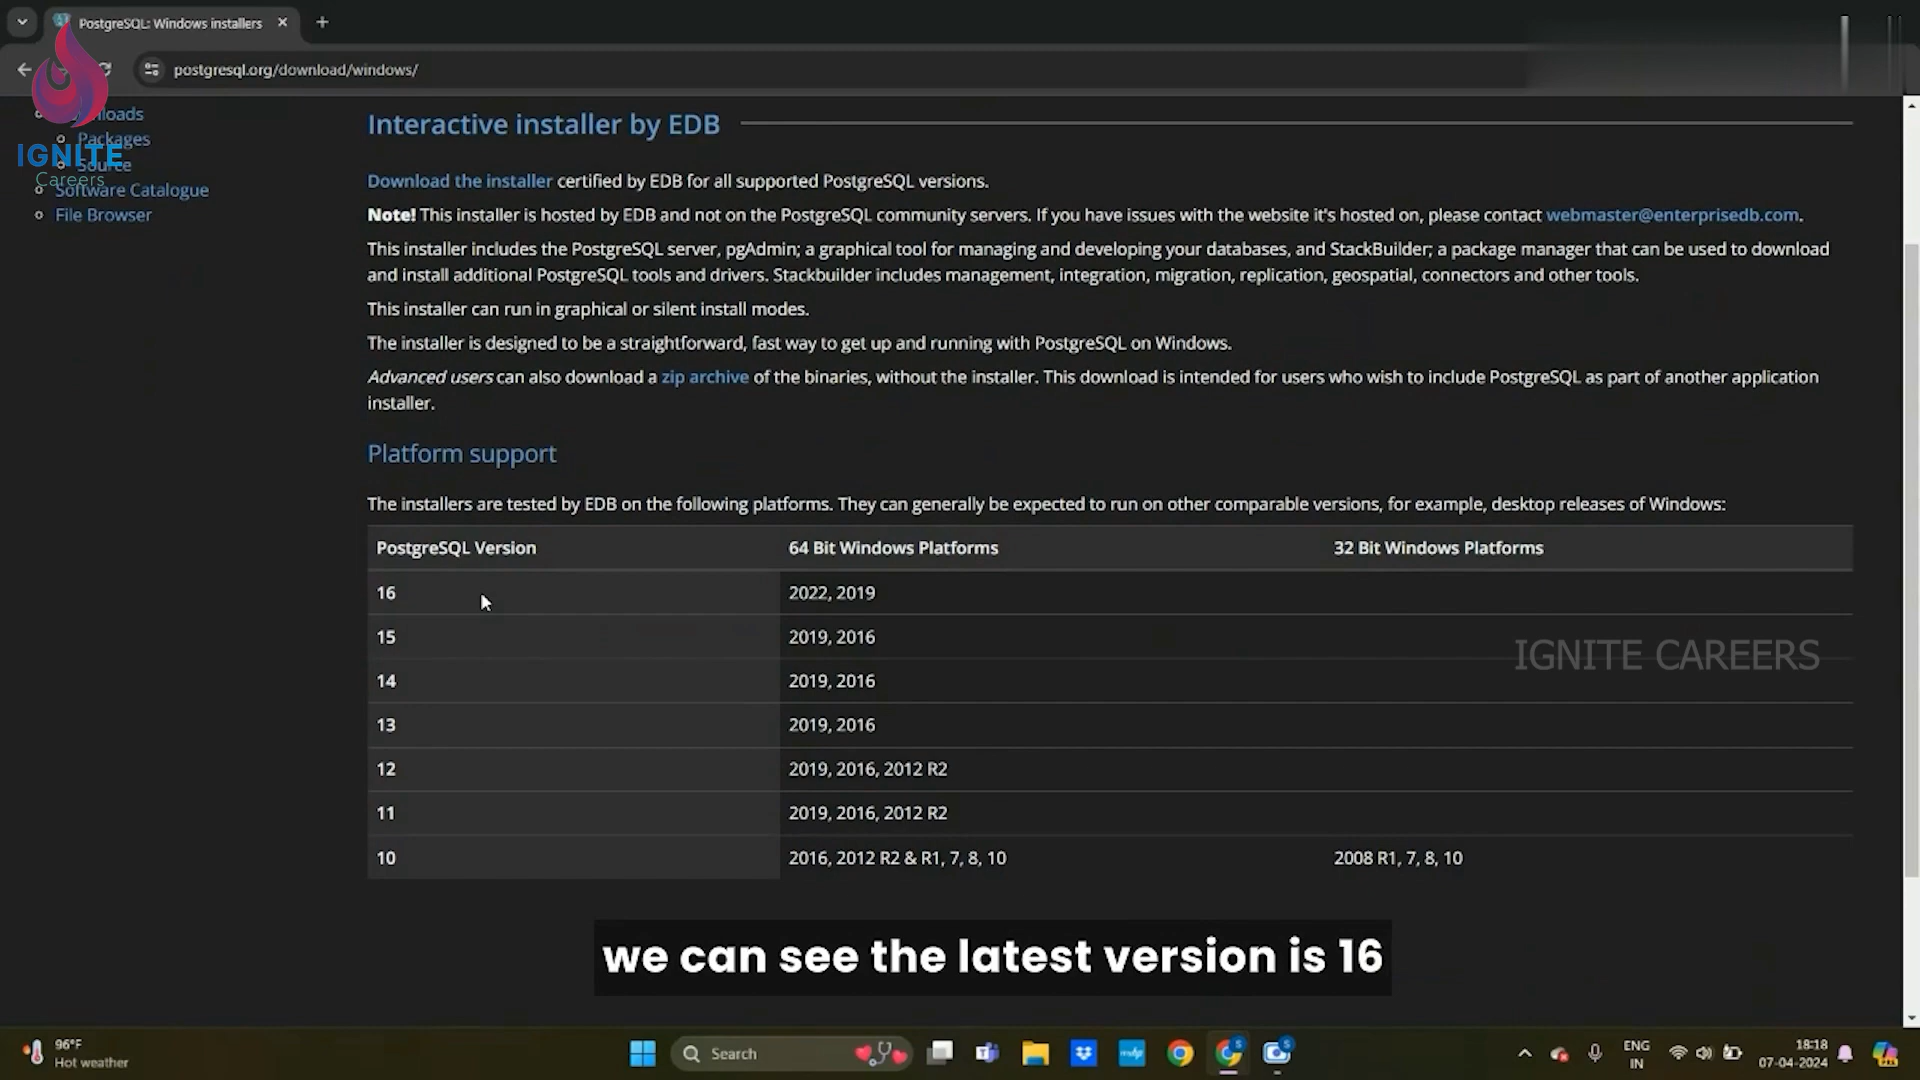 PostgreSQL: Windows installers
postgresql.org/download/windows/
IGNITE
Careers
Packages
Source
Software Catalogue
File Browser
Interactive installer by EDB
Download the installer certified by EDB for all supported PostgreSQL versions.
Note! This installer is hosted by EDB and not on the PostgreSQL community servers. If you have issues with the website it's hosted on, please contact webmaster@enterprisedb.com.
This installer includes the PostgreSQL server, pgAdmin; a graphical tool for managing and developing your databases, and StackBuilder; a package manager that can be used to download
and install additional PostgreSQL tools and drivers. Stackbuilder includes management, integration, migration, replication, geospatial, connectors and other tools.
This installer can run in graphical or silent install modes.
The installer is designed to be a straightforward, fast way to get up and running with PostgreSQL on Windows.
Advanced users can also download a zip archive of the binaries, without the installer. This download is intended for users who wish to include PostgreSQL as part of another application
installer.
Platform support
The installers are tested by EDB on the following platforms. They can generally be expected to run on other comparable versions, for example, desktop releases of Windows:
PostgreSQL Version 64 Bit Windows Platforms 32 Bit Windows Platforms
16 2022, 2019
15 2019, 2016
14 2019, 2016
13 2019, 2016
12 2019, 2016, 2012 R2
11 2019, 2016, 2012 R2
10 2016, 2012 R2 & R1, 7, 8, 10 2008 R1, 7, 8, 10
IGNITE CAREERS
we can see the latest version is 16
96°F
Hot weather
Search
ENG
IN
18:18
07-04-2024